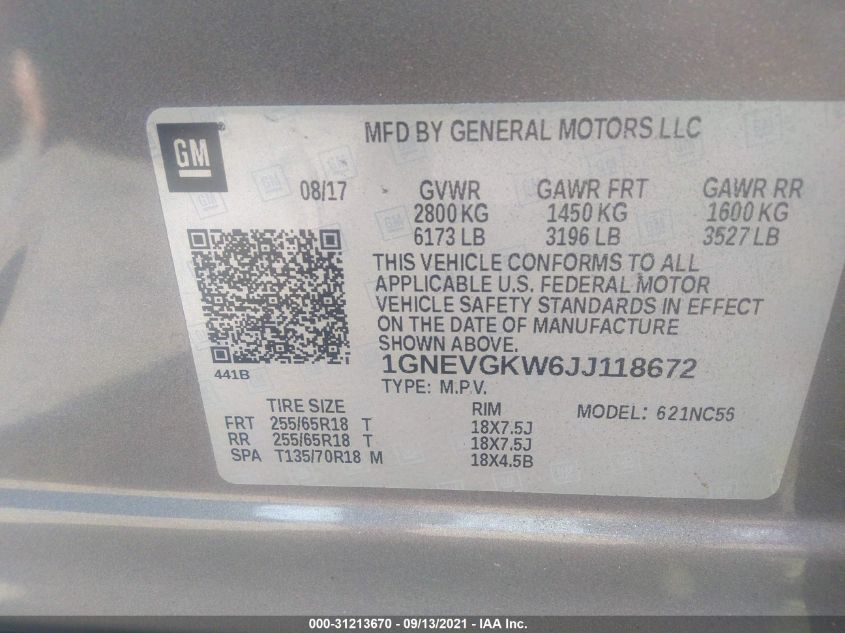 GM
MFD BY GENERAL MOTORS LLC
08/17
GVWR GAWR FRT GAWR RR
2800 KG 1450 KG 1600 KG
6173 LB 3196 LB 3527 LB
THIS VEHICLE CONFORMS TO ALL
APPLICABLE U.S. FEDERAL MOTOR
VEHICLE SAFETY STANDARDS IN EFFECT
ON THE DATE OF MANUFACTURE
SHOWN ABOVE.
441B
1GNEVGKW6JJ118672
TYPE: M.P.V.
TIRE SIZE RIM MODEL: 621NC56
FRT 255/65R18 T 18X7.5J
RR 255/65R18 T 18X7.5J
SPA T135/70R18 M 18X4.5B
000-31213670 - 09/13/2021 - IAAI.com